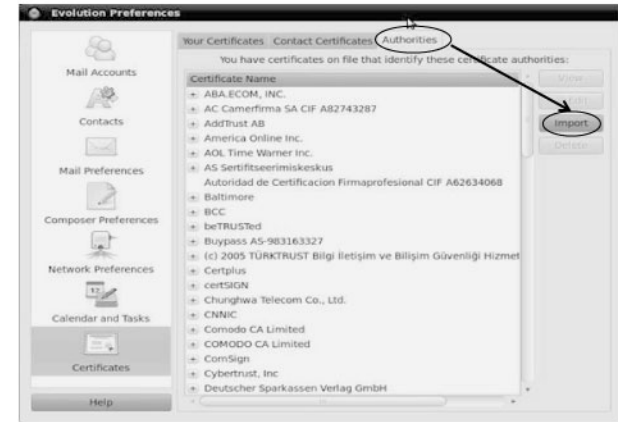 Evolution Preferences
Your Certificates Contact Certificates Authorities
You have certificates on file that identify these certificate authorities:
Mail Accounts
Contacts
Mail Preferences
Composer Preferences
Network Preferences
12
Calendar and Tasks
Certificates
Help
Certificate Name
ABA.ECOM, INC.
AC Camerfirma SA CIF A82743287
AddTrust AB
America Online Inc.
AOL Time Warner Inc.
AS Sertifitseerimiskeskus
Autoridad de Certificacion Firmaprofesional CIF A62634068
Baltimore
BCC
beTRUSTed
Buypass AS-983163327
(c) 2005 TÜRKTRUST Bilgi İletişim ve Bilişim Güvenliği Hizmet
Certplus
certSIGN
Chunghwa Telecom Co., Ltd.
CNNIC
Comodo CA Limited
COMODO CA Limited
ComSign
Cybertrust, Inc
Deutscher Sparkassen Verlag GmbH
View
Edit
Import
Delete